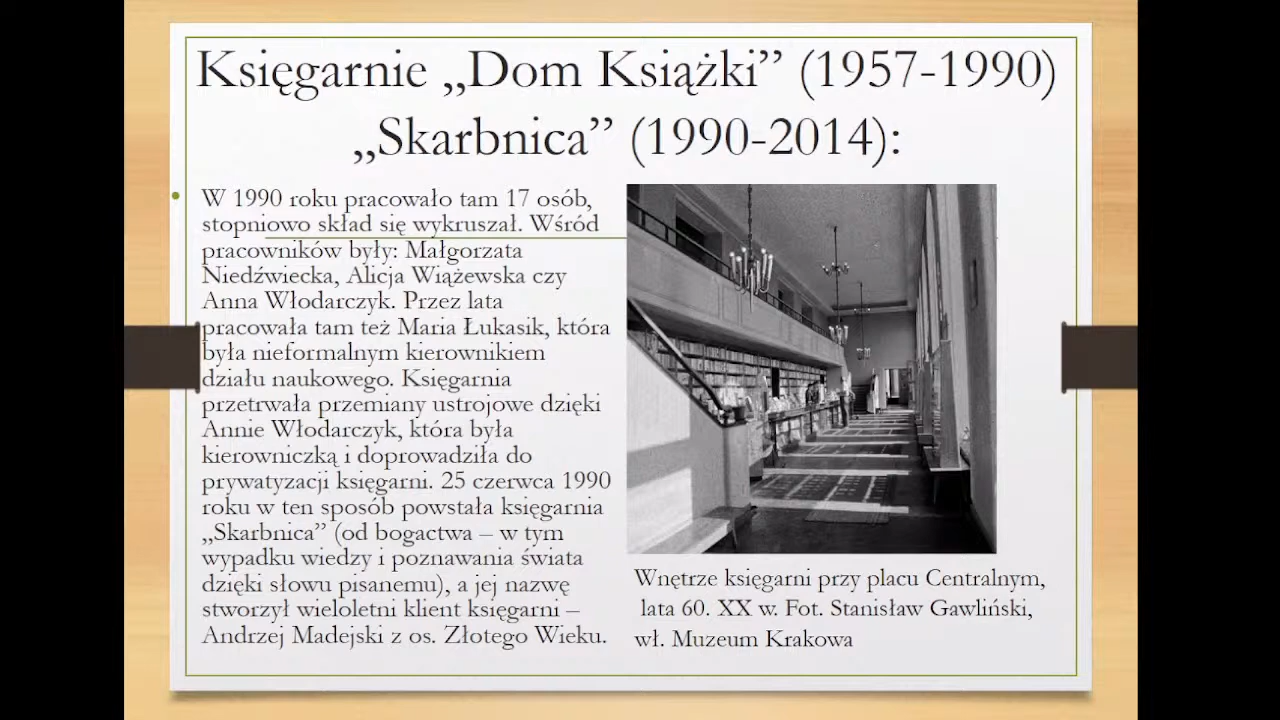 Księgarnie „Dom Książki” (1957-1990)
„Skarbnica” (1990-2014):
• W 1990 roku pracowało tam 17 osób,
stopniowo skład się wykruszał. Wśród
pracowników były: Małgorzata
Niedźwiecka, Alicja Wiążewska czy
Anna Włodarczyk. Przez lata
pracowała tam też Maria Łukasik, która
była nieformalnym kierownikiem
działu naukowego. Księgarnia
przetrwała przemiany ustrojowe dzięki
Annie Włodarczyk, która była
kierowniczką i doprowadziła do
prywatyzacji księgarni. 25 czerwca 1990
roku w ten sposób powstała księgarnia
„Skarbnica” (od bogactwa – w tym
wypadku wiedzy i poznawania świata
dzięki słowu pisanemu), a jej nazwę
stworzył wieloletni klient księgarni –
Andrzej Madejski z os. Złotego Wieku.
Wnętrze księgarni przy placu Centralnym,
lata 60. XX w. Fot. Stanisław Gawliński,
wł. Muzeum Krakowa